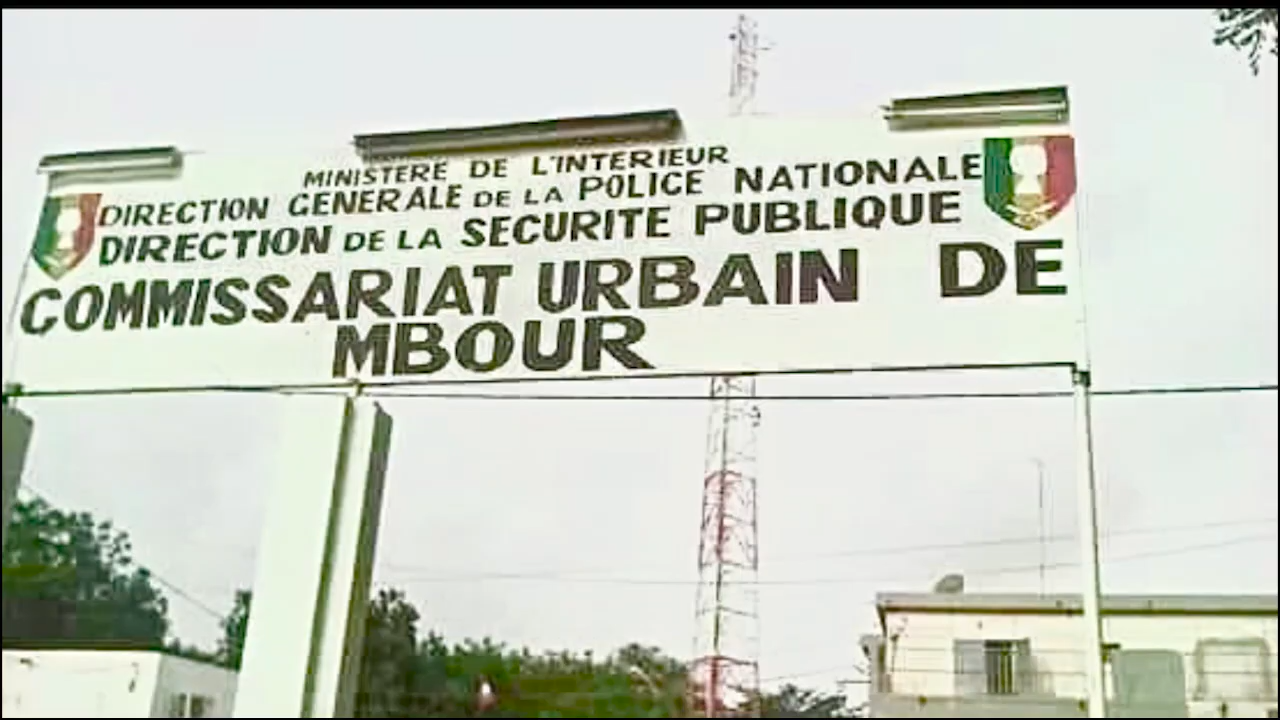 MINISTERE DE L'INTERIEUR
DIRECTION GENERALE DE LA POLICE NATIONALE
DIRECTION DE LA SECURITE PUBLIQUE
COMMISSARIAT URBAIN DE
MBOUR